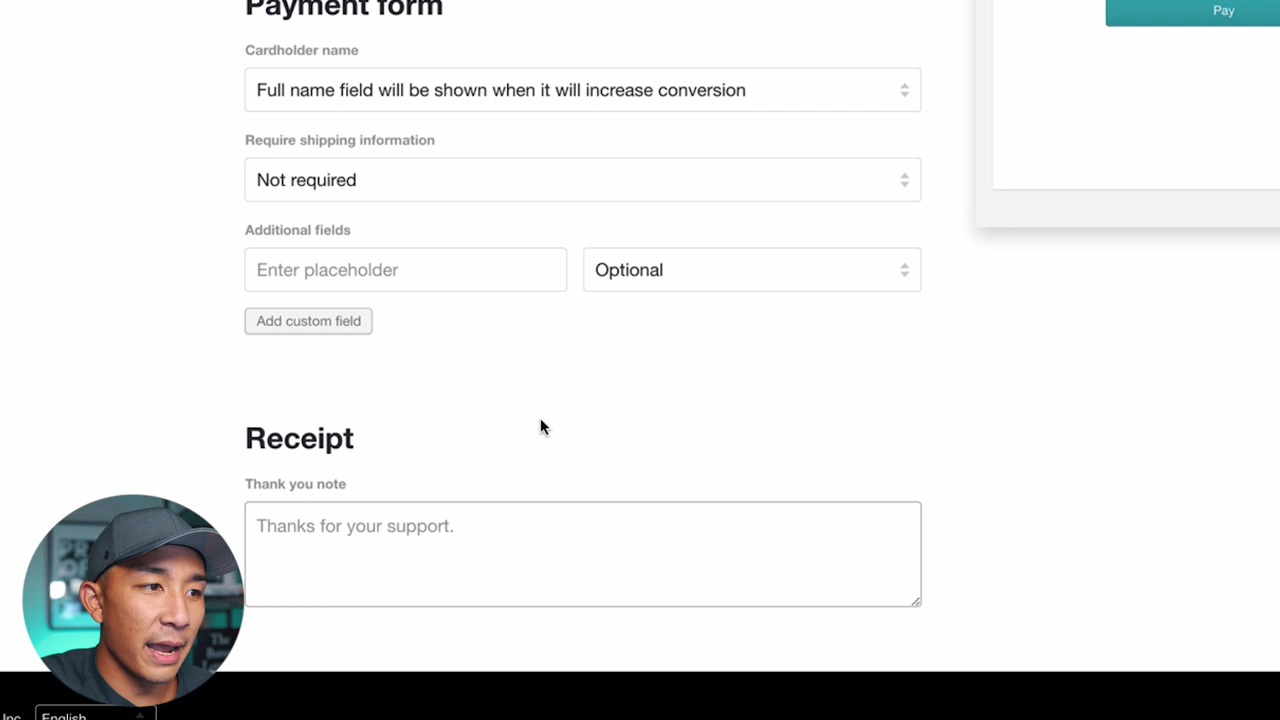 Payment form
Pay
Cardholder name
Full name field will be shown when it will increase conversion
Require shipping information
Not required
Additional fields
Enter placeholder
Optional
Add custom field
Receipt
Thank you note
Thanks for your support.
Inc
English